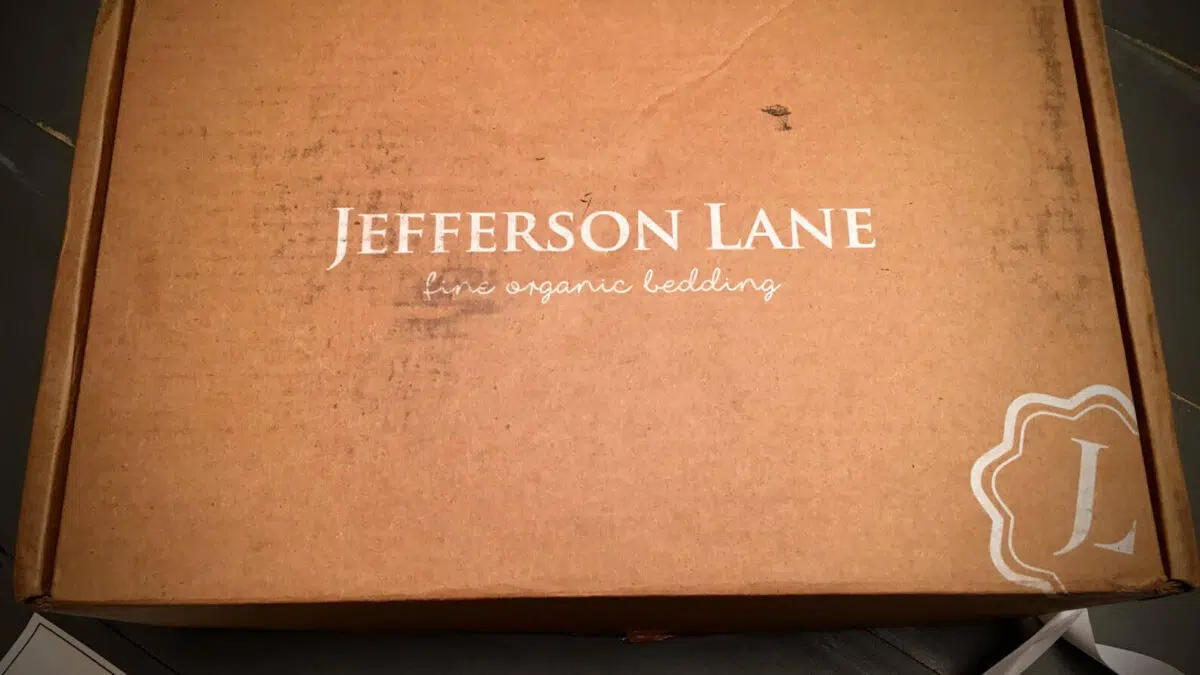 JEFFERSON LANE
fine organic bedding
JL